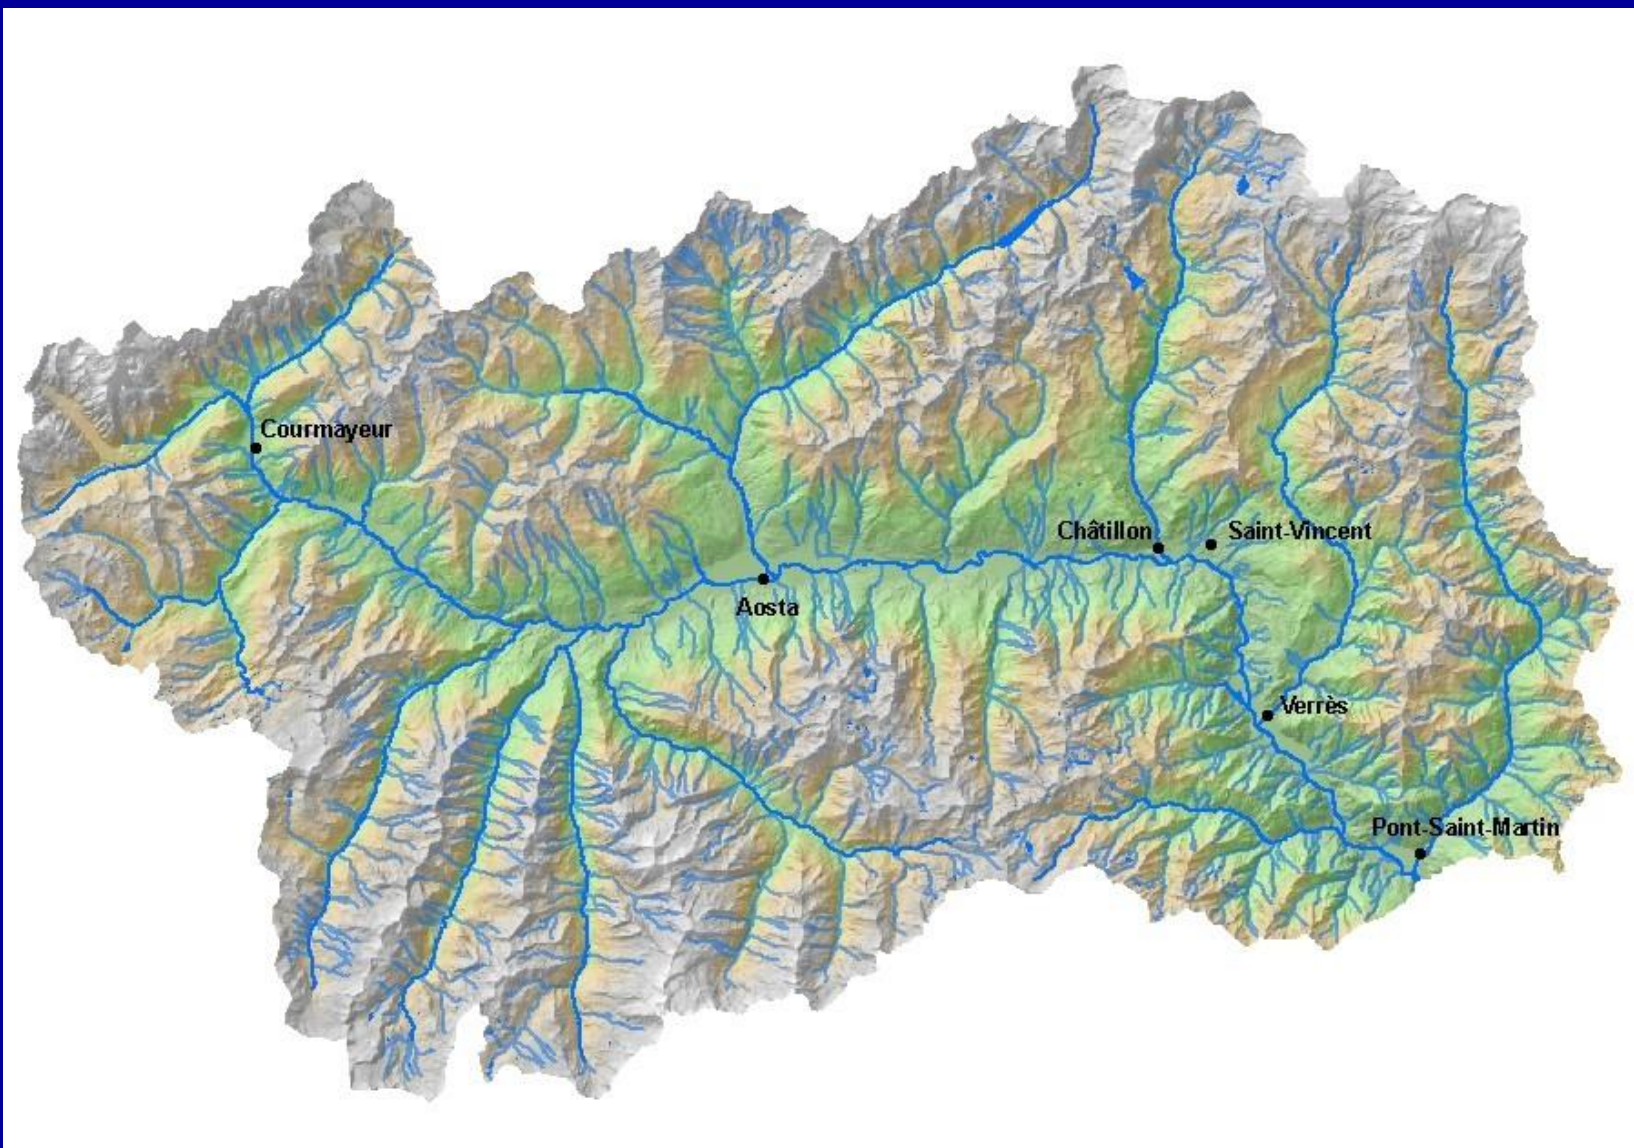 Courmayeur
Châtillon
Saint-Vincent
Aosta
Verrès
Pont-Saint-Martin